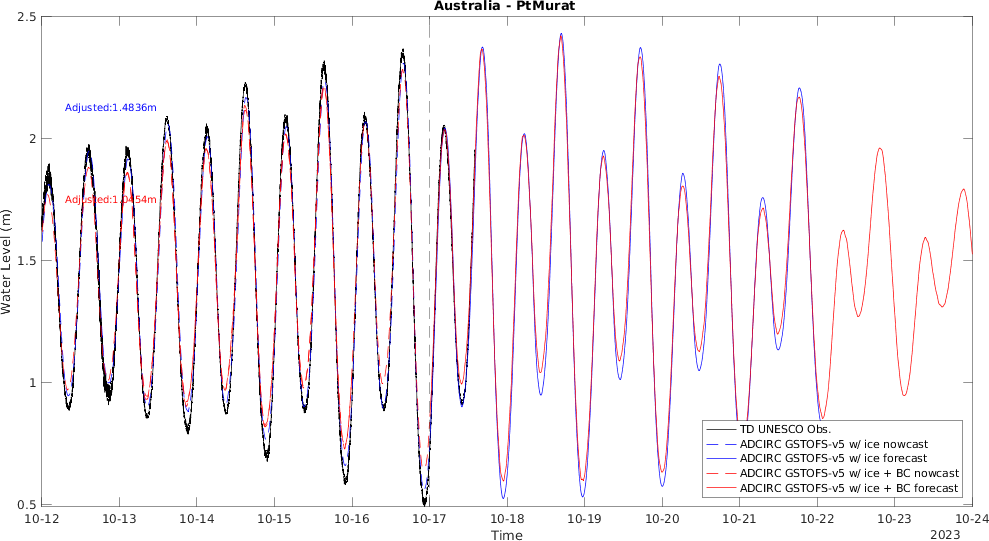 Australia - PtMurat
2.5
2
1.5
1
0.5
Water Level (m)
Adjusted:1.4836m
Adjusted:1.0454m
TD UNESCO Obs.
ADCIRC GSTOFS-v5 w/ ice nowcast
ADCIRC GSTOFS-v5 w/ ice forecast
ADCIRC GSTOFS-v5 w/ ice + BC nowcast
ADCIRC GSTOFS-v5 w/ ice + BC forecast
10-12 10-13 10-14 10-15 10-16 10-17 10-18 10-19 10-20 10-21 10-22 10-23 10-24
Time
2023